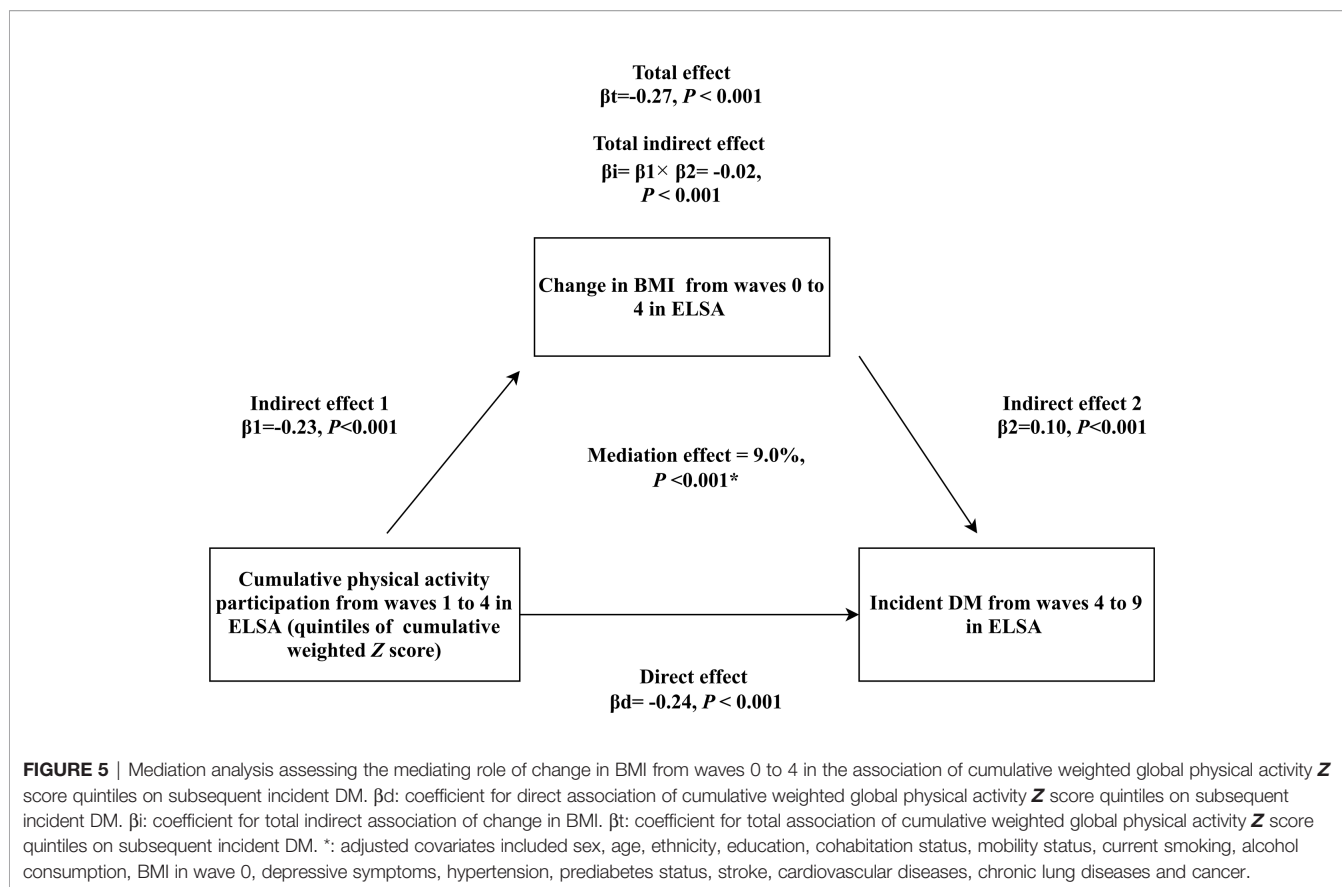 Total effect
βt=-0.27, P < 0.001
Total indirect effect
βi= β1× β2= -0.02,
P < 0.001
Change in BMI from waves 0 to
4 in ELSA
Indirect effect 1
β1=-0.23, P<0.001
Indirect effect 2
β2=0.10, P<0.001
Mediation effect = 9.0%,
P <0.001*
Cumulative physical activity
participation from waves 1 to 4 in
ELSA (quintiles of cumulative
weighted Z score)
Incident DM from waves 4 to 9
in ELSA
Direct effect
βd= -0.24, P < 0.001
FIGURE 5 | Mediation analysis assessing the mediating role of change in BMI from waves 0 to 4 in the association of cumulative weighted global physical activity Z
score quintiles on subsequent incident DM. βd: coefficient for direct association of cumulative weighted global physical activity Z score quintiles on subsequent
incident DM. βi: coefficient for total indirect association of change in BMI. βt: coefficient for total association of cumulative weighted global physical activity Z score
quintiles on subsequent incident DM. *: adjusted covariates included sex, age, ethnicity, education, cohabitation status, mobility status, current smoking, alcohol
consumption, BMI in wave 0, depressive symptoms, hypertension, prediabetes status, stroke, cardiovascular diseases, chronic lung diseases and cancer.